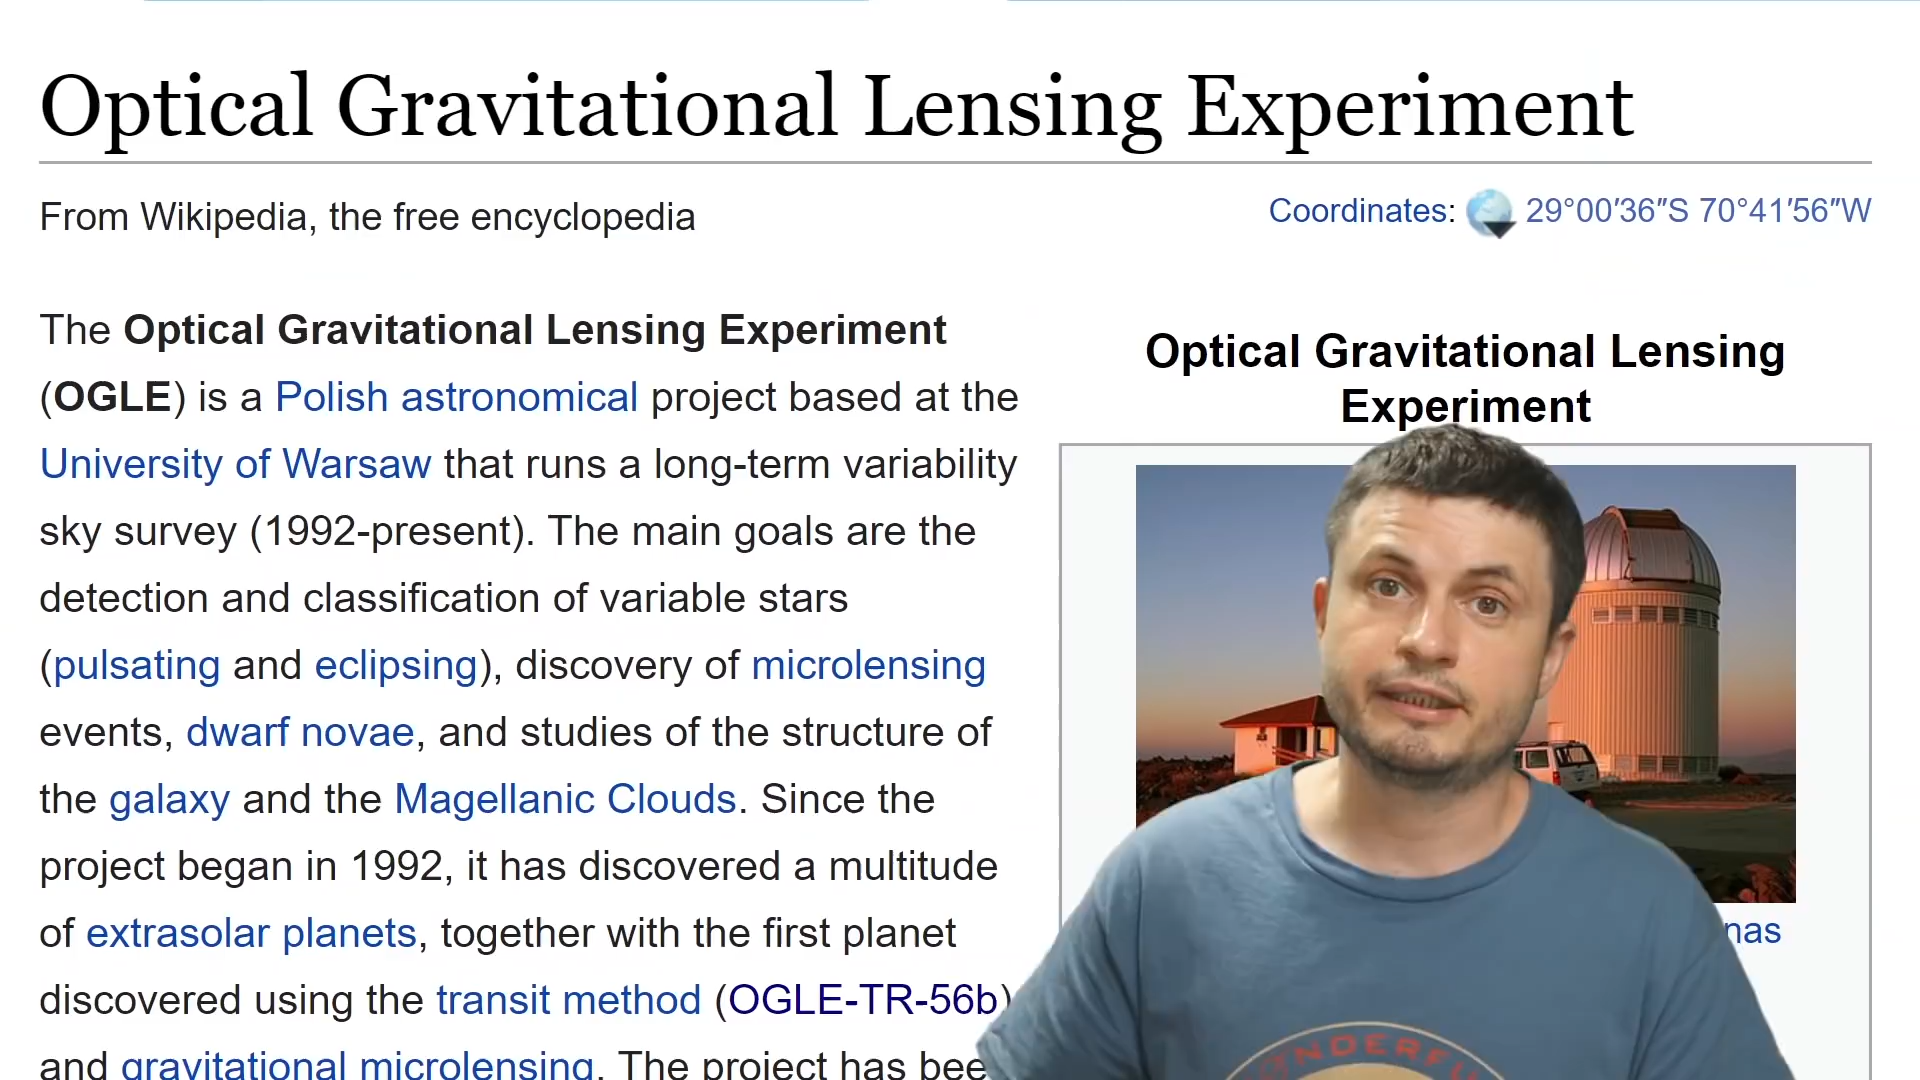 Optical Gravitational Lensing Experiment
From Wikipedia, the free encyclopedia
Coordinates: 29°00′36″S 70°41′56″W
The Optical Gravitational Lensing Experiment
(OGLE) is a Polish astronomical project based at the
University of Warsaw that runs a long-term variability
sky survey (1992-present). The main goals are the
detection and classification of variable stars
(pulsating and eclipsing), discovery of microlensing
events, dwarf novae, and studies of the structure of
the galaxy and the Magellanic Clouds. Since the
project began in 1992, it has discovered a multitude
of extrasolar planets, together with the first planet
discovered using the transit method (OGLE-TR-56b)
and gravitational microlensing. The project has bee
Optical Gravitational Lensing
Experiment
nas